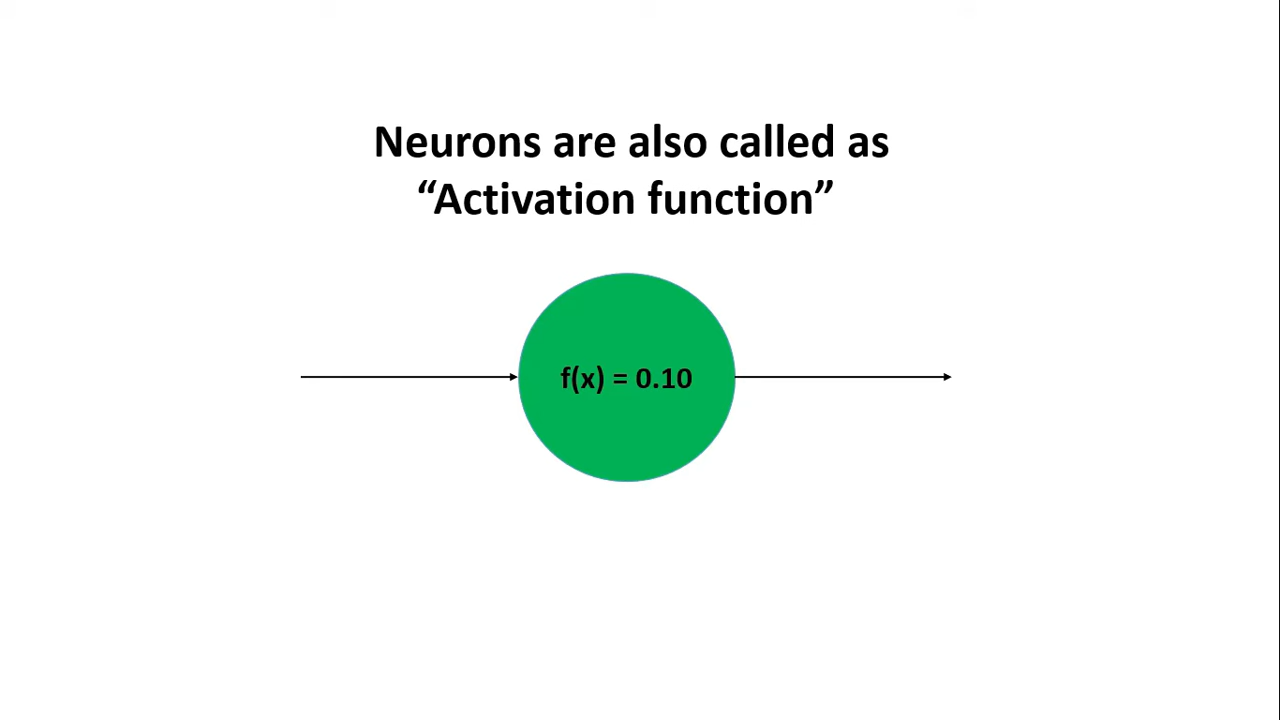 Neurons are also called as
“Activation function”
f(x) = 0.10